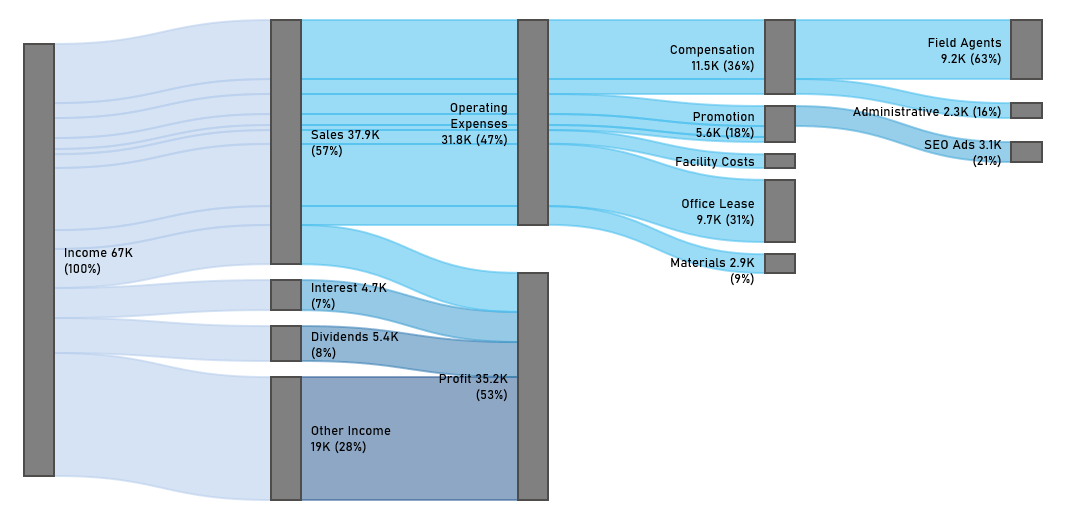 Income 67K
(100%)
Sales 37.9K
(57%)
Interest 4.7K
(7%)
Dividends 5.4K
(8%)
Other Income
19K (28%)
Operating
Expenses
31.8K (47%)
Profit 35.2K
(53%)
Compensation
11.5K (36%)
Promotion
5.6K (18%)
Facility Costs
Office Lease
9.7K (31%)
Materials 2.9K
(9%)
Field Agents
9.2K (63%)
Administrative 2.3K (16%)
SEO Ads 3.1K
(21%)